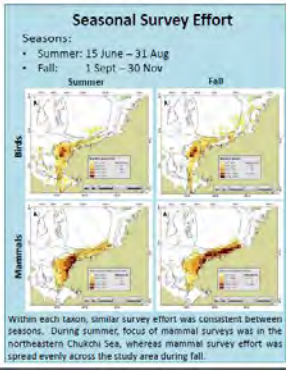 Seasonal Survey Effort
Seasons:
• Summer: 15 June – 31 Aug
• Fall: 1 Sept – 30 Nov
Summer Fall
Birds
Mammals
Within each taxon, similar survey effort was consistent between
seasons. During summer, focus of mammal surveys was in the
northeastern Chukchi Sea, whereas mammal survey effort was
spread evenly across the study area during fall.